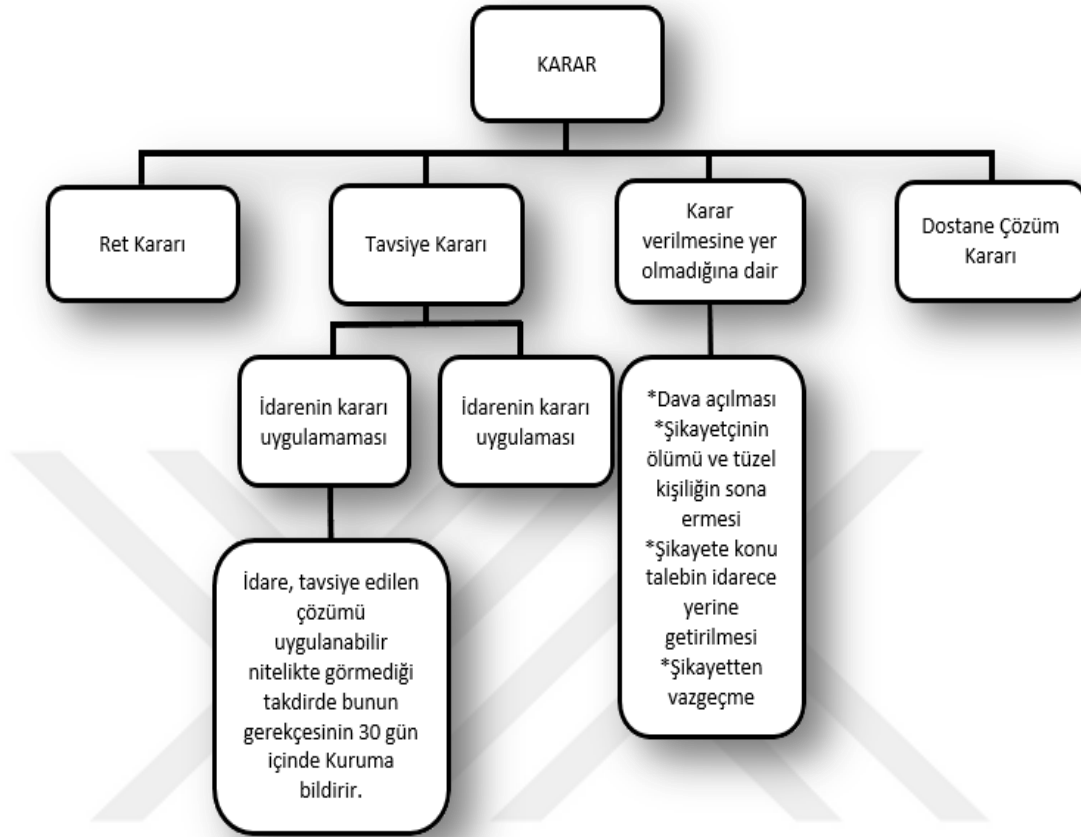 KARAR
Ret Kararı
Tavsiye Kararı
Karar
verilmesine yer
olmadığına dair
Dostane Çözüm
Kararı
İdarenin kararı
uygulamaması
İdarenin kararı
uygulaması
*Dava açılması
*Şikayetçinin
ölümü ve tüzel
kişiliğin sona
ermesi
*Şikayete konu
talebin idarece
yerine
getirilmesi
*Şikayetten
vazgeçme
İdare, tavsiye edilen
çözümü
uygulanabilir
nitelikte görmediği
takdirde bunun
gerekçesinin 30 gün
içinde Kuruma
bildirir.